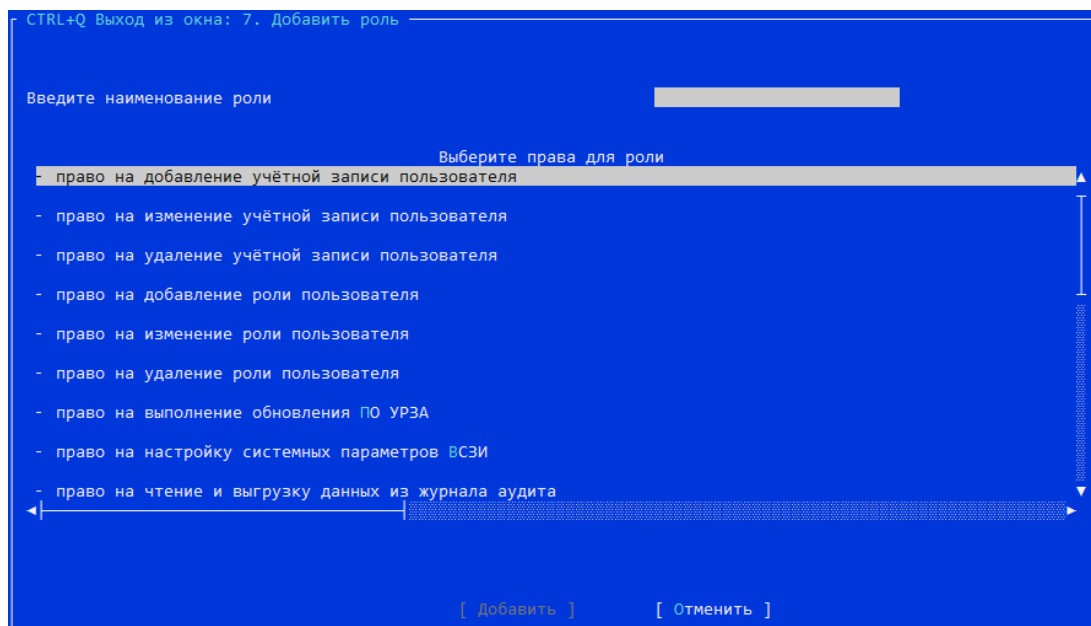 CTRL+Q Выход из окна: 7. Добавить роль
Введите наименование роли
Выберите права для роли
- право на добавление учётной записи пользователя
- право на изменение учётной записи пользователя
- право на удаление учётной записи пользователя
- право на добавление роли пользователя
- право на изменение роли пользователя
- право на удаление роли пользователя
- право на выполнение обновления ПО УРЗА
- право на настройку системных параметров ВСЗИ
- право на чтение и выгрузку данных из журнала аудита
[ Добавить ] [ Отменить ]